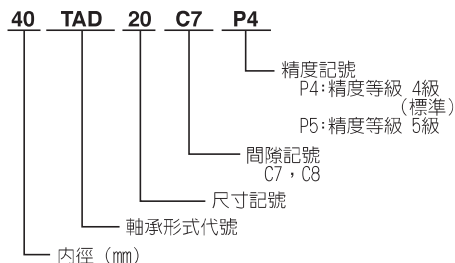 40 TAD 20 C7 P4
精度記號
P4:精度等級 4級
(標準)
P5:精度等級 5級
間隙記號
C7，C8
尺寸記號
軸承形式代號
内徑 (mm)